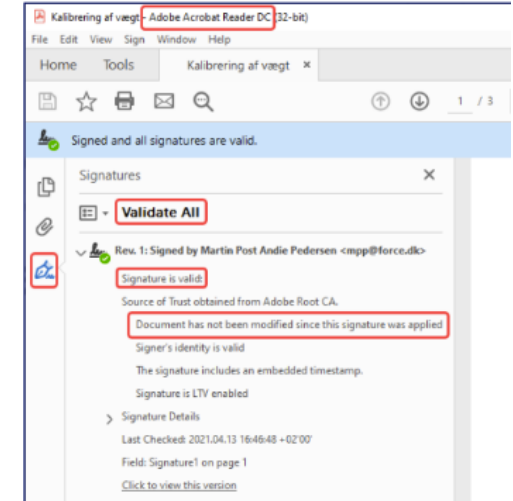 Kalibrering af vægt - Adobe Acrobat Reader DC (32-bit)
File Edit View Sign Window Help
Home Tools Kalibrering af vægt ×
1 / 3
Signed and all signatures are valid.
Signatures
Validate All
Rev. 1: Signed by Martin Post Andie Pedersen <mpp@force.dk>
Signature is valid:
Source of Trust obtained from Adobe Root CA.
Document has not been modified since this signature was applied
Signer's identity is valid
The signature includes an embedded timestamp.
Signature is LTV enabled
Signature Details
Last Checked: 2021.04.13 16:46:48 +02'00'
Field: Signature1 on page 1
Click to view this version